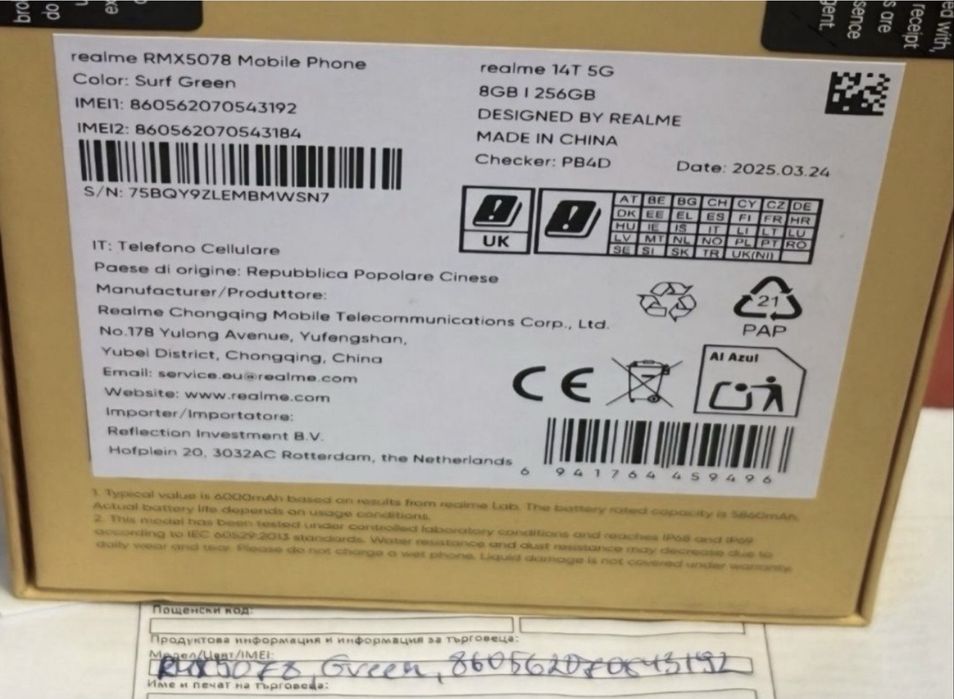 ed with,
receipt
s are
sence
gent.
bro
do
ex
realme RMX5078 Mobile Phone
Color: Surf Green
IMEI1: 860562070543192
IMEI2: 860562070543184
S/N: 75BQY9ZLEMBMWSN7
realme 14T 5G
8GB I 256GB
DESIGNED BY REALME
MADE IN CHINA
Checker: PB4D
Date: 2025.03.24
UK
AT BE BG CH CY CZ DE
DK EE EL ES FI FR HR
HU IE IS IT LI LT LU
LV MT NL NO PL PT RO
SE SI SK TR UK(NI)
IT: Telefono Cellulare
Paese di origine: Repubblica Popolare Cinese
Manufacturer/Produttore:
Realme Chongqing Mobile Telecommunications Corp., Ltd.
No.178 Yulong Avenue, Yufengshan,
Yubei District, Chongqing, China
Email: service.eu@realme.com
Website: www.realme.com
Importer/Importatore:
Reflection Investment B.V.
Hofplein 20, 3032AC Rotterdam, the Netherlands
21
PAP
CE
Al Azul
6 941764 459496
1. Typical value is 6000mAh based on results from realme Lab. The battery rated capacity is 5860mAh.
Actual battery life depends on usage conditions.
2. This model has been tested under controlled laboratory conditions and reaches IP68 and IP69
according to IEC 60529:2013 standards. Water resistance and dust resistance may decrease due to
daily wear and tear. Please do not charge a wet phone. Liquid damage is not covered under warranty.
Пощенски код:
Продуктова информация и информация за търговеца:
Модел/Цвят/IMEI:
RMX5078 Green, 860562070543192
Име и печат на търговеца: